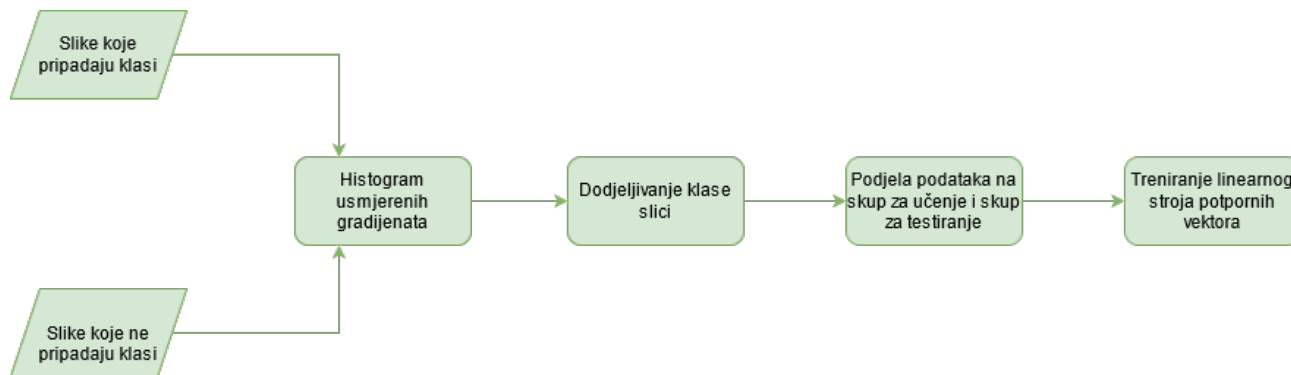 Slike koje
pripadaju klasi
Histogram
usmjerenih
gradijenata
Dodjeljivanje klase
slici
Podjela podataka na
skup za učenje i skup
za testiranje
Treniranje linearnog
stroja potpornih
vektora
Slike koje ne
pripadaju klasi